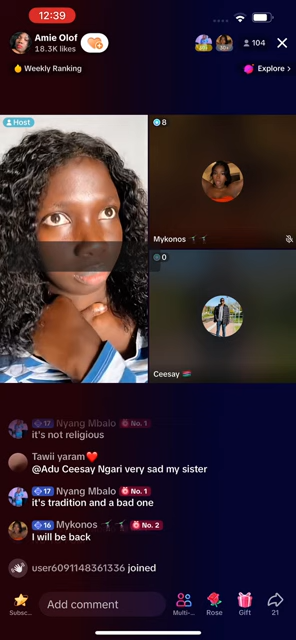 12:39
Amie Olof
18.3K likes
104
Weekly Ranking
Explore >
Host
8
Mykonos
0
Ceesay
17 Nyang Mbalo No. 1
it's not religious
Tawii yaram❤️
@Adu Ceesay Ngari very sad my sister
17 Nyang Mbalo No. 1
it's tradition and a bad one
16 Mykonos No. 2
I will be back
user6091148361336 joined
Subsc...
Add comment
Multi-...
Rose
Gift
21